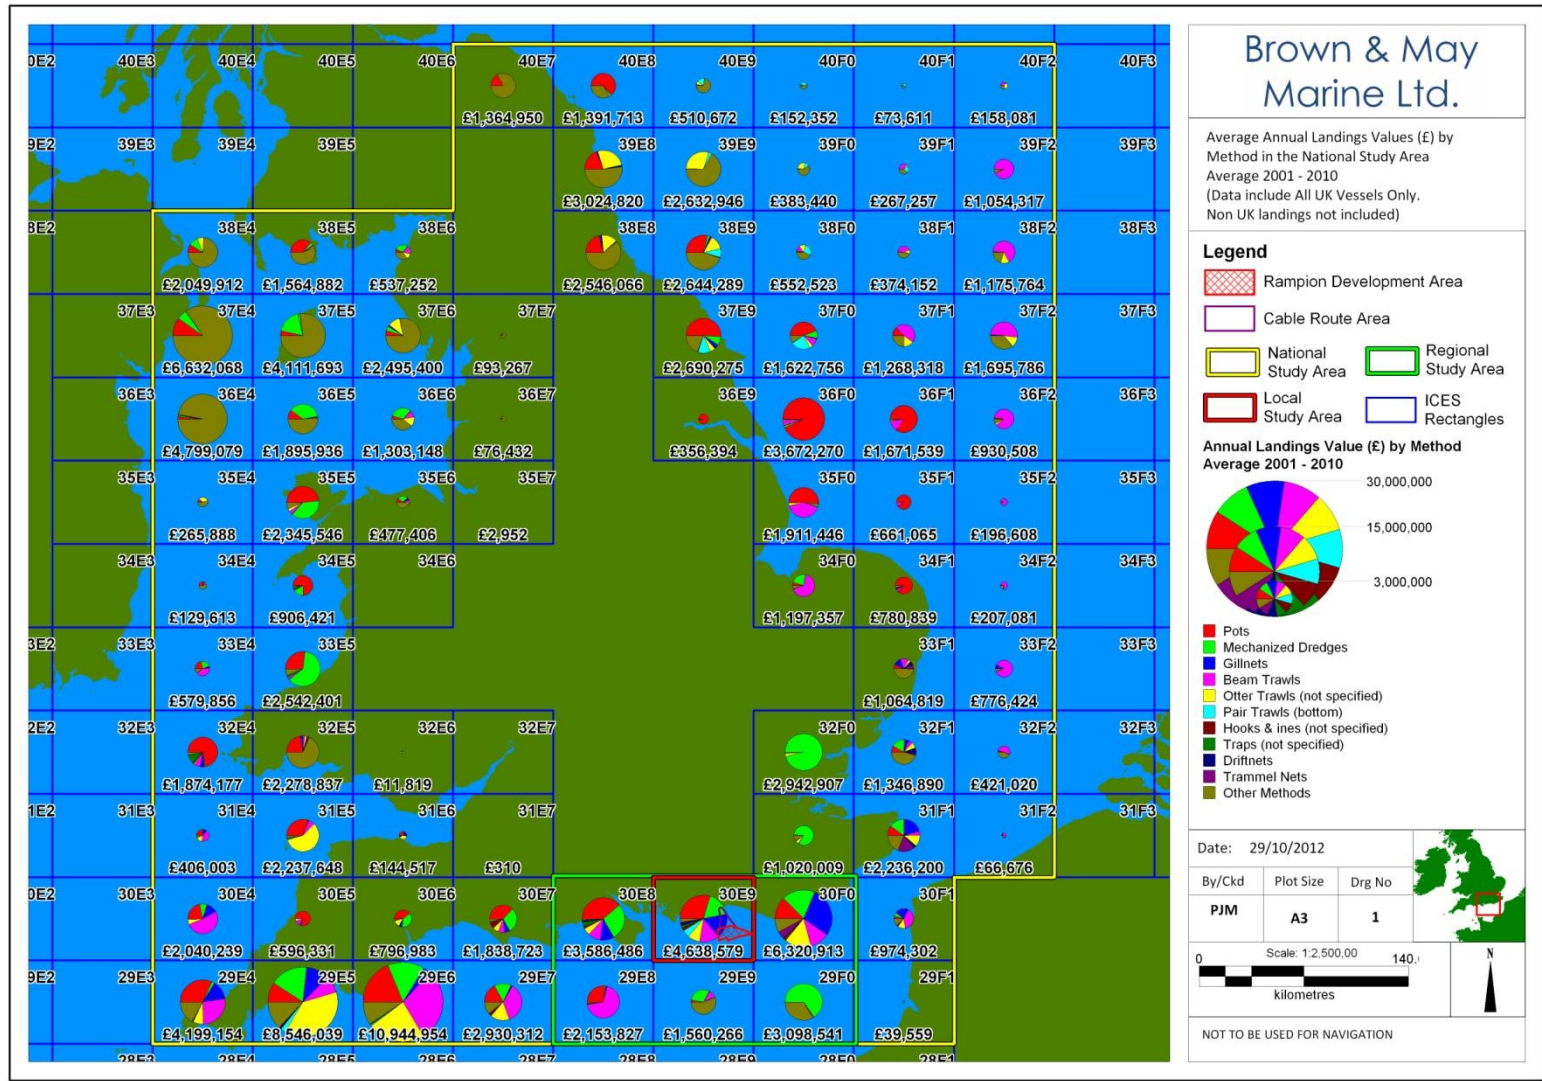 0E2 40E3 40E4 40E5 40E6 40E7 40E8 40E9 40F0 40F1 40F2 40F3
£1,364,950 £1,391,713 £510,672 £152,352 £73,611 £158,081
9E2 39E3 39E4 39E5 39E8 39E9 39F0 39F1 39F2 39F3
£3,024,820 £2,632,946 £383,440 £267,257 £1,054,317
8E2 38E4 38E5 38E6 38E8 38E9 38F0 38F1 38F2 38F3
£2,049,912 £1,564,882 £537,252 £2,546,066 £2,644,289 £552,523 £374,152 £1,175,764
37E3 37E4 37E5 37E6 37E7 37E9 37F0 37F1 37F2 37F3
£6,632,068 £4,111,693 £2,495,400 £93,267 £2,690,275 £1,622,756 £1,268,318 £1,695,786
36E3 36E4 36E5 36E6 36E7 36E9 36F0 36F1 36F2 36F3
£4,799,079 £1,895,936 £1,303,148 £76,432 £356,394 £3,672,270 £1,671,539 £930,508
35E3 35E4 35E5 35E6 35E7 35F0 35F1 35F2 35F3
£265,888 £2,345,546 £477,406 £2,952 £1,911,446 £661,065 £196,608
34E3 34E4 34E5 34E6 34F0 34F1 34F2 34F3
£129,613 £906,421 £1,197,357 £780,839 £207,081
3E2 33E3 33E4 33E5 33F1 33F2 33F3
£579,856 £2,542,401 £1,064,819 £776,424
2E2 32E3 32E4 32E5 32E6 32F0 32F1 32F2 32F3
£1,874,177 £2,278,837 £11,819 £2,942,907 £1,346,890 £421,020
1E2 31E3 31E4 31E5 31E6 31E7 31F0 31F1 31F2
£406,003 £2,237,648 £144,517 £310 £1,020,009 £2,236,200 £66,676
0E2 30E3 30E4 30E5 30E6 30E7 30E8 30E9 30F0 30F1
£2,040,239 £596,331 £796,983 £1,838,723 £3,586,486 £4,638,579 £6,320,913 £974,302
9E2 29E3 29E4 29E5 29E6 29E7 29E8 29E9 29F0 29F1
£4,199,154 £8,546,039 £10,944,954 £2,930,312 £2,153,827 £1,560,266 £3,098,541 £39,559
28E3 28E4 28E5 28E6 28E7 28E8 28E9 28F0 28F1
Brown & May
Marine Ltd.
Average Annual Landings Values (£) by
Method in the National Study Area
Average 2001 - 2010
(Data include All UK Vessels Only.
Non UK landings not included)
Legend
Rampion Development Area
Cable Route Area
National
Study Area
Regional
Study Area
Local
Study Area
ICES
Rectangles
Annual Landings Value (£) by Method
Average 2001 - 2010
30,000,000
15,000,000
3,000,000
Pots
Mechanized Dredges
Gillnets
Beam Trawls
Otter Trawls (not specified)
Pair Trawls (bottom)
Hooks & ines (not specified)
Traps (not specified)
Driftnets
Trammel Nets
Other Methods
Date: 29/10/2012
By/Ckd Plot Size Drg No
PJM A3 1
Scale: 1:2,500,00
0 140.
kilometres
N
NOT TO BE USED FOR NAVIGATION